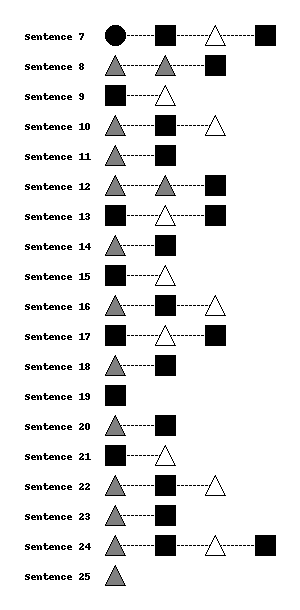 Sentence 7
Sentence 8
Sentence 9
Sentence 10
Sentence 11
Sentence 12
Sentence 13
Sentence 14
Sentence 15
Sentence 16
Sentence 17
Sentence 18
Sentence 19
Sentence 20
Sentence 21
Sentence 22
Sentence 23
Sentence 24
Sentence 25